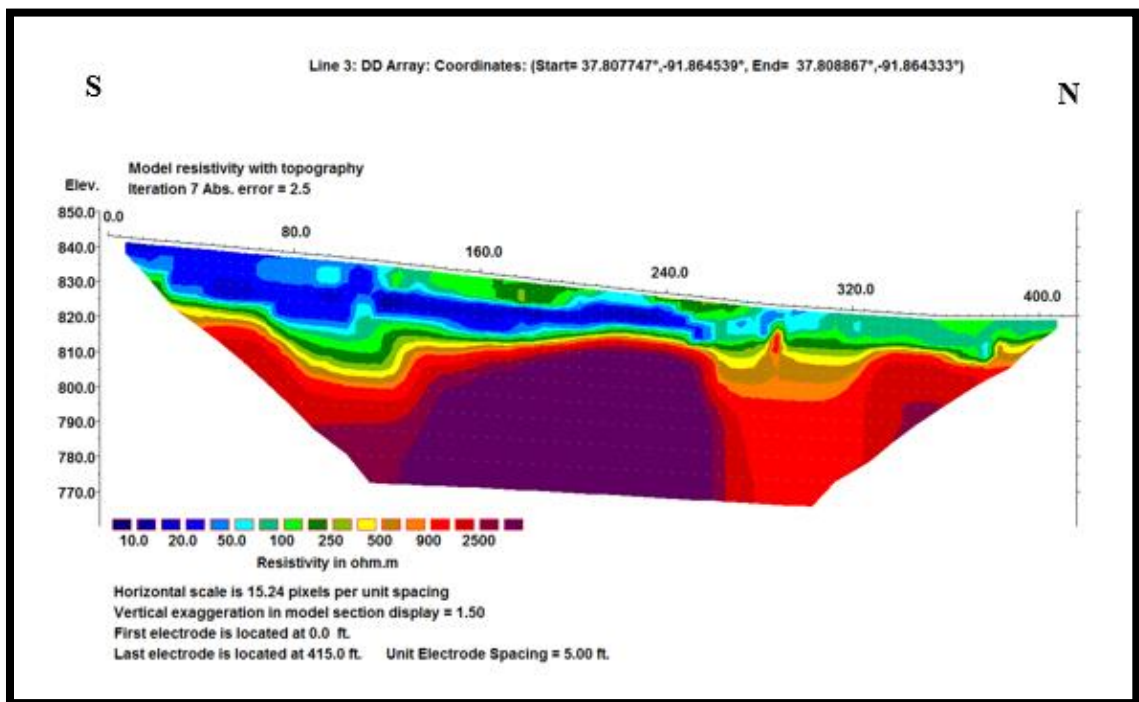 Line 3: DD Array: Coordinates: (Start= 37.807747°,-91.864539°, End= 37.808867°,-91.864333°)
S
N
Model resistivity with topography
Elev.
Iteration 7 Abs. error = 2.5
850.0
0.0
840.0
80.0
160.0
830.0
240.0
820.0
320.0
400.0
810.0
800.0
790.0
780.0
770.0
10.0 20.0 50.0 100 250 500 900 2500
Resistivity in ohm.m
Horizontal scale is 15.24 pixels per unit spacing
Vertical exaggeration in model section display = 1.50
First electrode is located at 0.0 ft.
Last electrode is located at 415.0 ft. Unit Electrode Spacing = 5.00 ft.